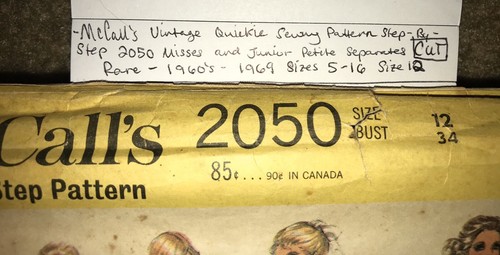 -McCall's Vintage Quickie Sewing Pattern Step-By-
Step 2050 Misses and Junior Petite Separates CUT
Rare - 1960's - 1969 Sizes 5-16 Size 12
Call's 2050 SIZE 12
BUST 34
85¢...90¢ IN CANADA
Step Pattern